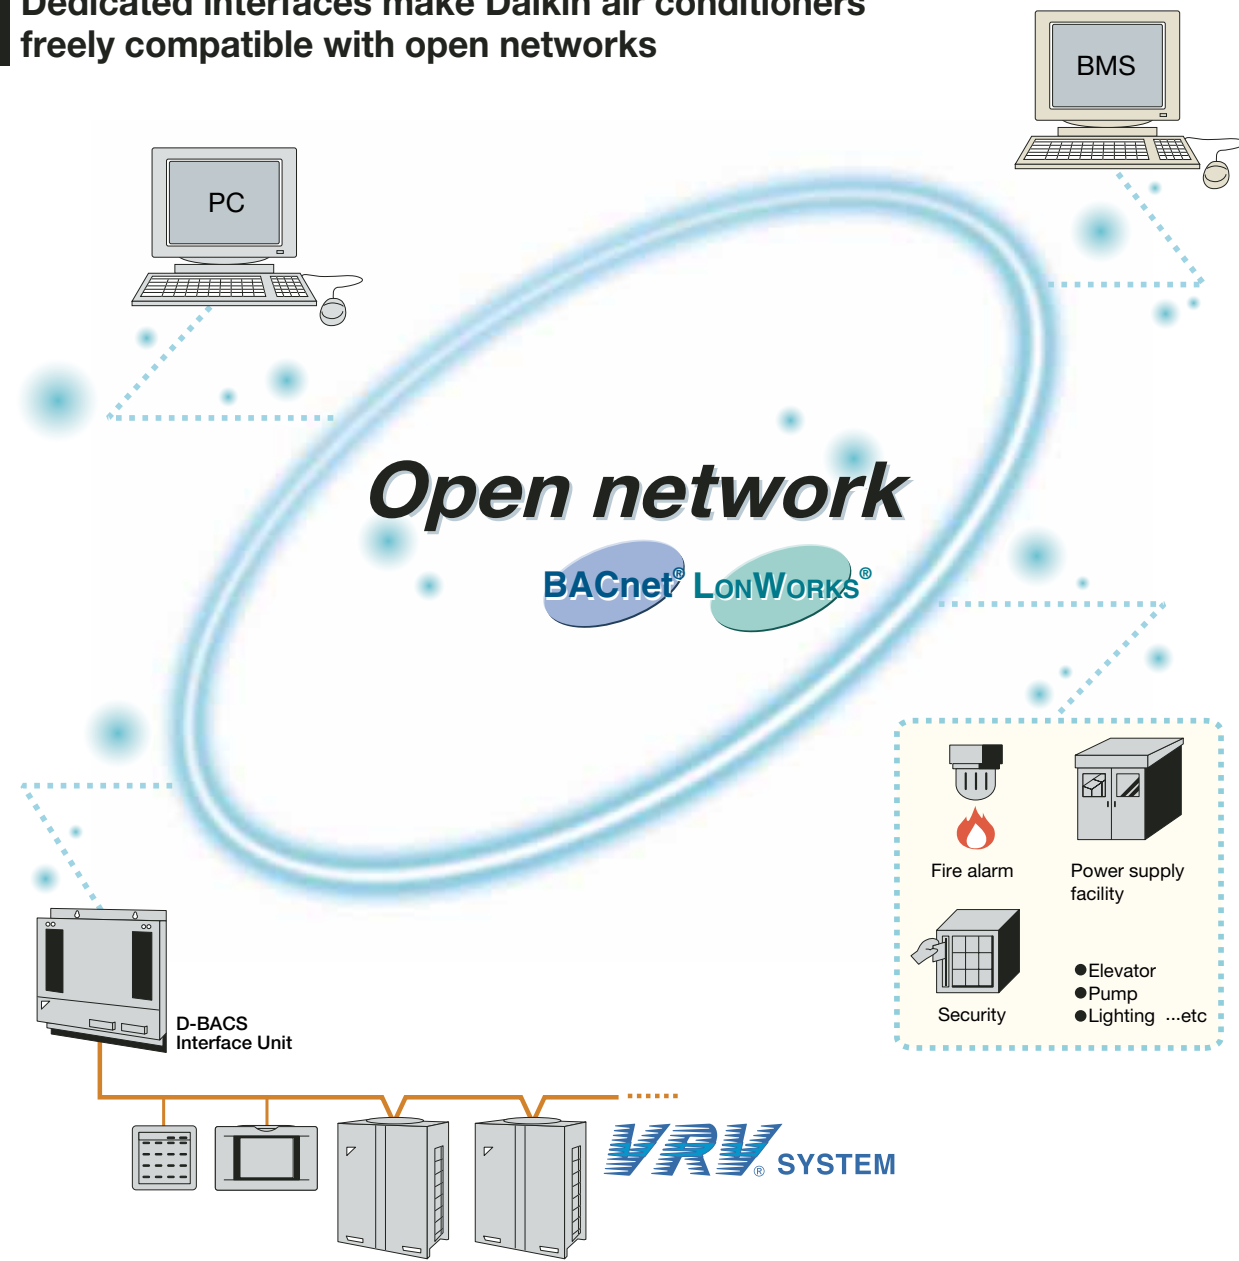 Dedicated interfaces make Daikin air conditioners
freely compatible with open networks
BMS
PC
Open network
BACnet® LONWORKS®
Fire alarm
Power supply
facility
Security
●Elevator
●Pump
●Lighting ...etc
D-BACS
Interface Unit
VRV® SYSTEM